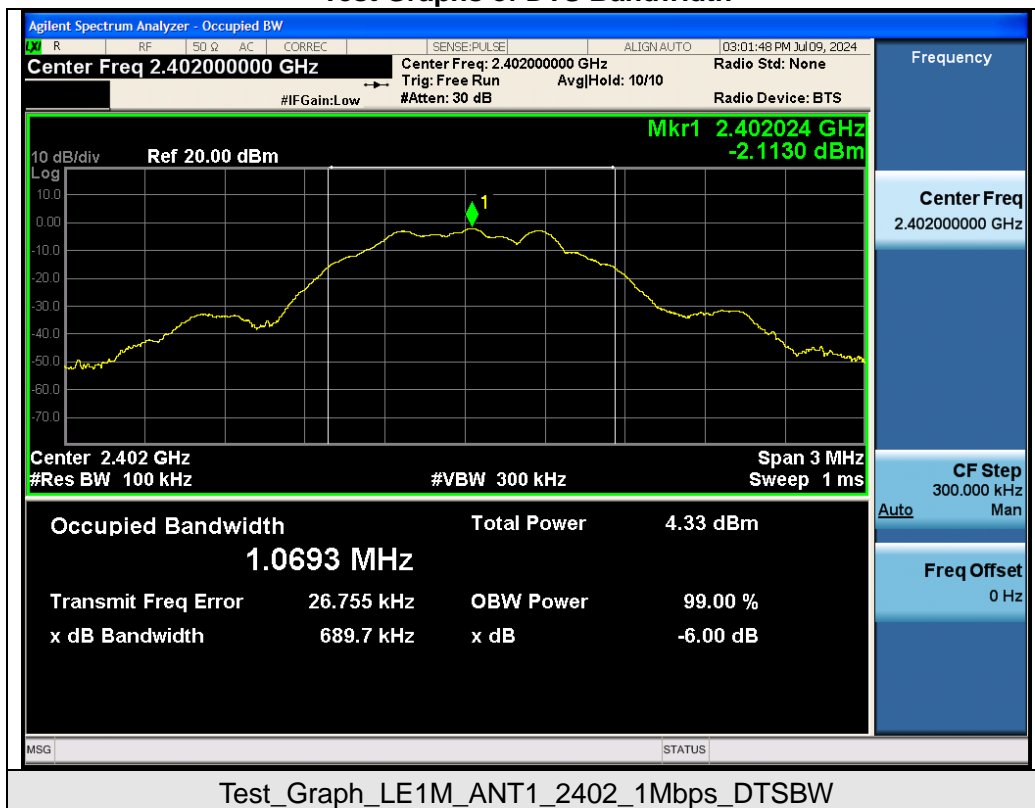 Test Graphs of DTS Bandwidth
Agilent Spectrum Analyzer - Occupied BW
LXI R RF 50 Ω AC CORREC SENSE:PULSE ALIGN AUTO 03:01:48 PM Jul 09, 2024
Center Freq 2.402000000 GHz
Center Freq: 2.402000000 GHz
Radio Std: None
Trig: Free Run Avg|Hold: 10/10
#IFGain:Low #Atten: 30 dB Radio Device: BTS
Mkr1 2.402024 GHz
-2.1130 dBm
10 dB/div Ref 20.00 dBm
Log
10.0
0.00
-10.0
-20.0
-30.0
-40.0
-50.0
-60.0
-70.0
1
Center 2.402 GHz Span 3 MHz
#Res BW 100 kHz #VBW 300 kHz Sweep 1 ms
Occupied Bandwidth Total Power 4.33 dBm
1.0693 MHz
Transmit Freq Error 26.755 kHz OBW Power 99.00 %
x dB Bandwidth 689.7 kHz x dB -6.00 dB
Frequency
Center Freq
2.402000000 GHz
CF Step
300.000 kHz
Auto Man
Freq Offset
0 Hz
MSG STATUS
Test_Graph_LE1M_ANT1_2402_1Mbps_DTSBW